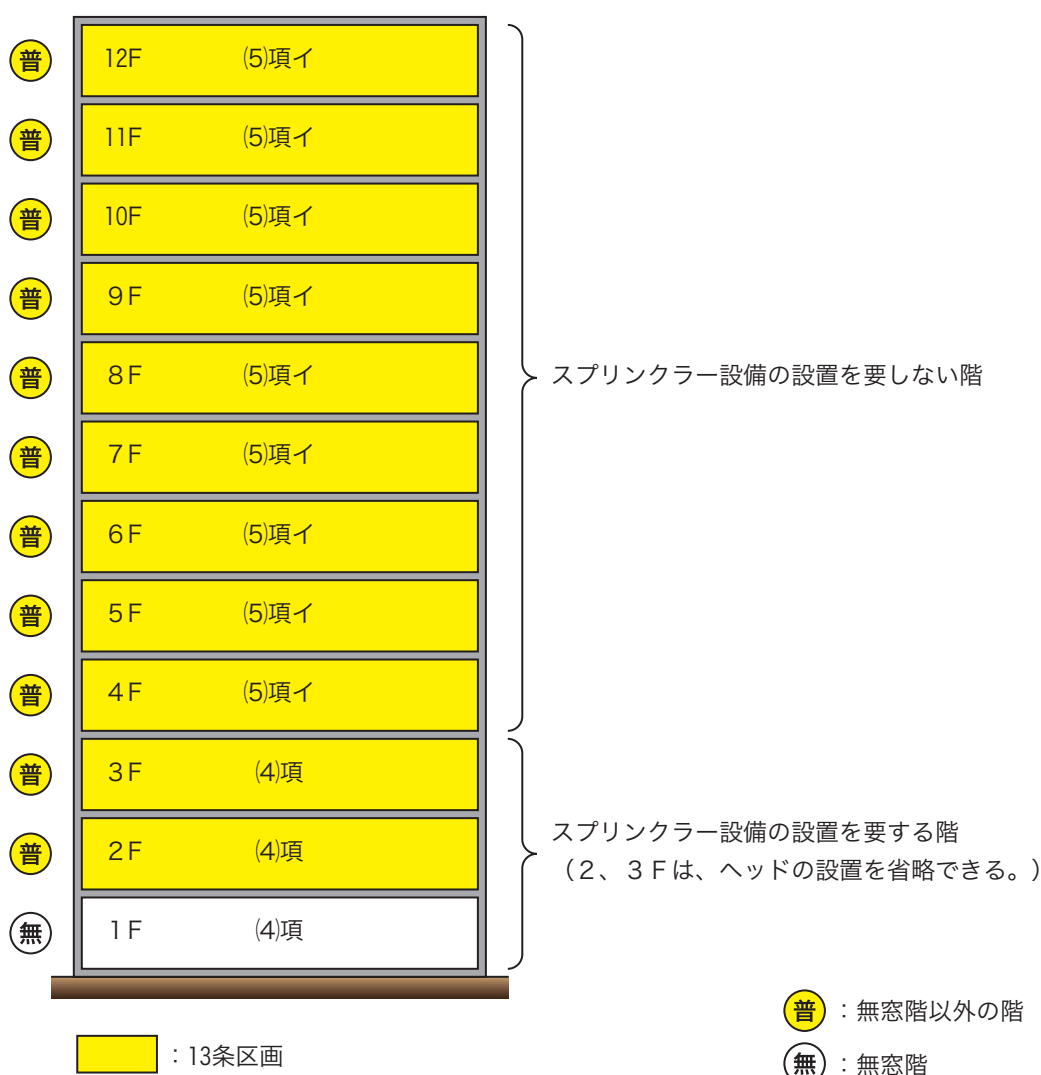 普 12F ⑸項イ
普 11F ⑸項イ
普 10F ⑸項イ
普 9F ⑸項イ
普 8F ⑸項イ
スプリンクラー設備の設置を要しない階
普 7F ⑸項イ
普 6F ⑸項イ
普 5F ⑸項イ
普 4F ⑸項イ
普 3F ⑷項
普 2F ⑷項
スプリンクラー設備の設置を要する階
（2、3Fは、ヘッドの設置を省略できる。）
無 1F ⑷項
普：無窓階以外の階
：13条区画
無：無窓階